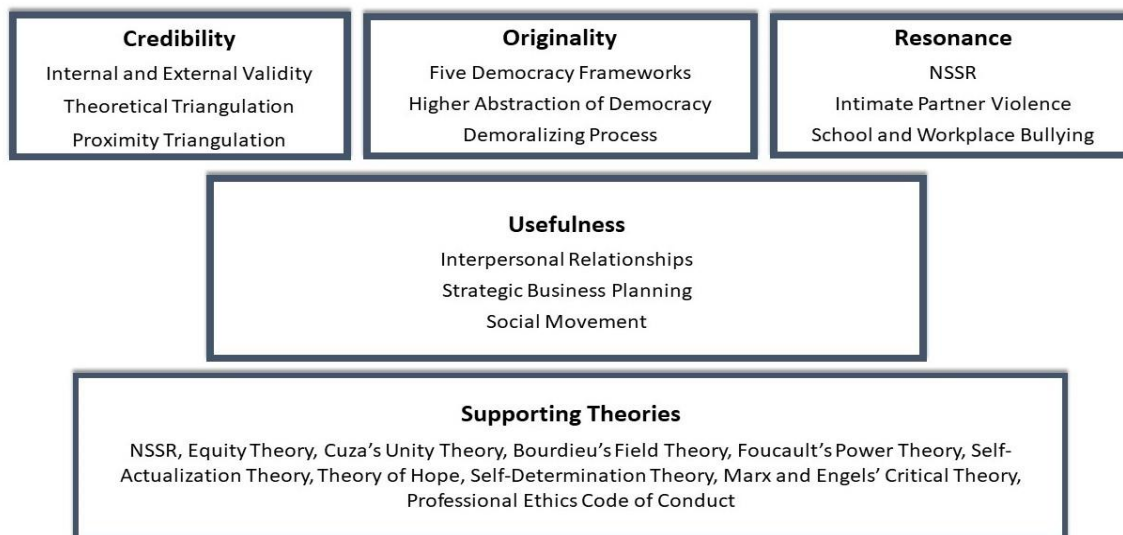 Credibility
Internal and External Validity
Theoretical Triangulation
Proximity Triangulation
Originality
Five Democracy Frameworks
Higher Abstraction of Democracy
Demoralizing Process
Resonance
NSSR
Intimate Partner Violence
School and Workplace Bullying
Usefulness
Interpersonal Relationships
Strategic Business Planning
Social Movement
Supporting Theories
NSSR, Equity Theory, Cuza’s Unity Theory, Bourdieu’s Field Theory, Foucault’s Power Theory, Self-
Actualization Theory, Theory of Hope, Self-Determination Theory, Marx and Engels’ Critical Theory,
Professional Ethics Code of Conduct